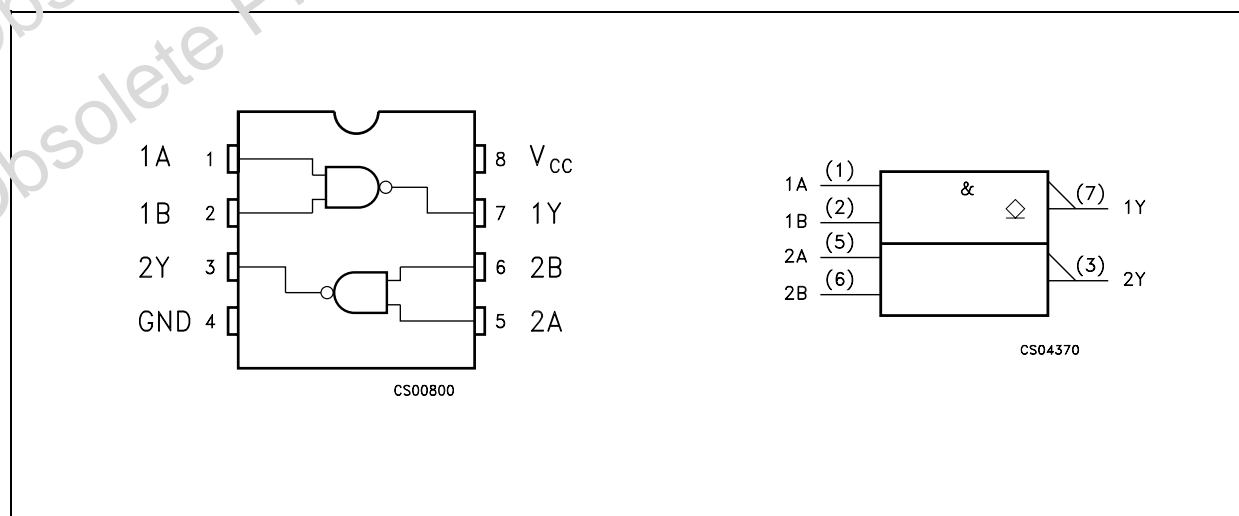 Obsolete P
1A 1 8 VCC
1B 2 7 1Y
2Y 3 6 2B
GND 4 5 2A
CS00800
&
1A (1)
1B (2)
2A (5)
2B (6)
(7) 1Y
(3) 2Y
CS04370